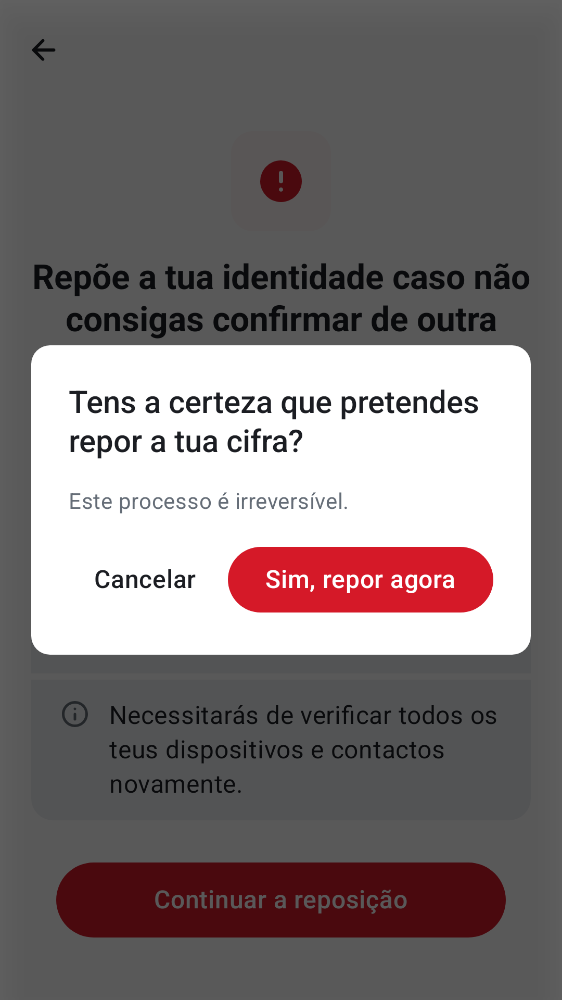 Repõe a tua identidade caso não
consigas confirmar de outra
Tens a certeza que pretendes
repor a tua cifra?
Este processo é irreversível.
Cancelar
Sim, repor agora
Necessitarás de verificar todos os
teus dispositivos e contactos
novamente.
Continuar a reposição